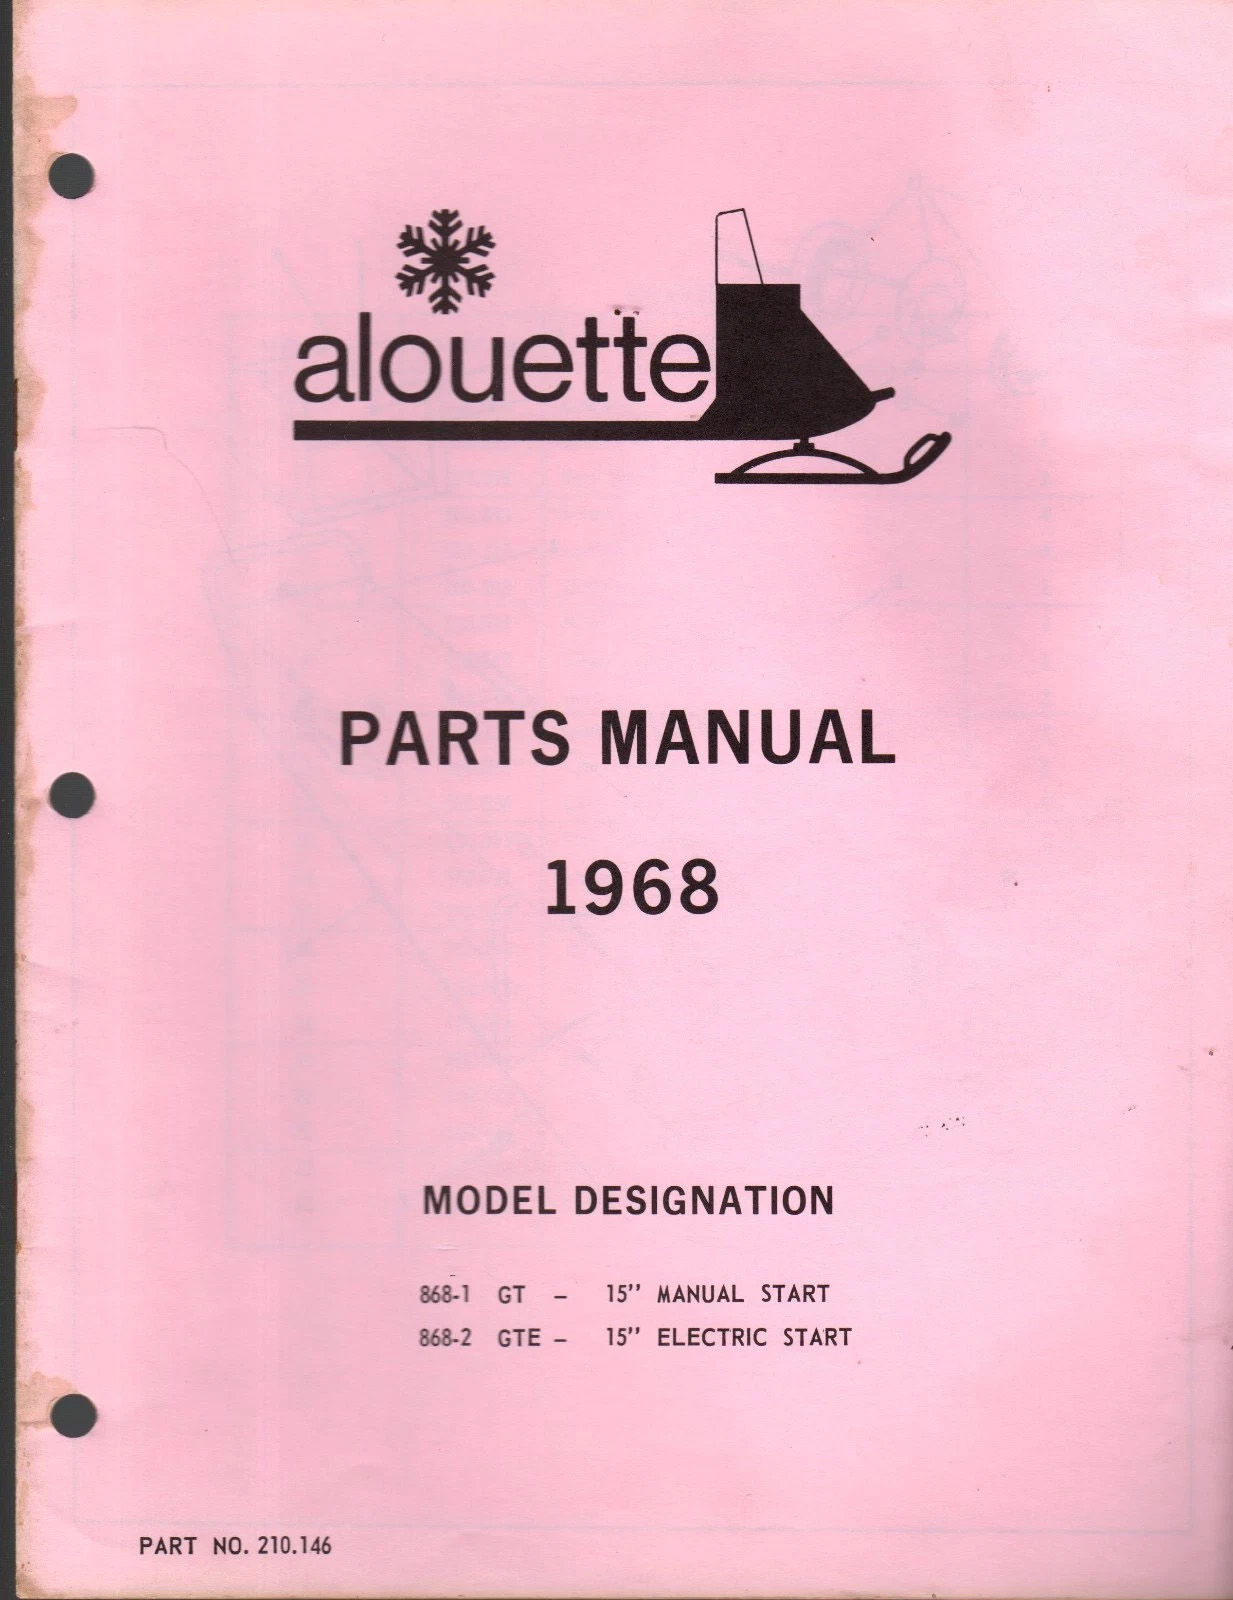 alouette
PARTS MANUAL
1968
MODEL DESIGNATION
868-1 GT - 15" MANUAL START
868-2 GTE - 15" ELECTRIC START
PART NO. 210.146